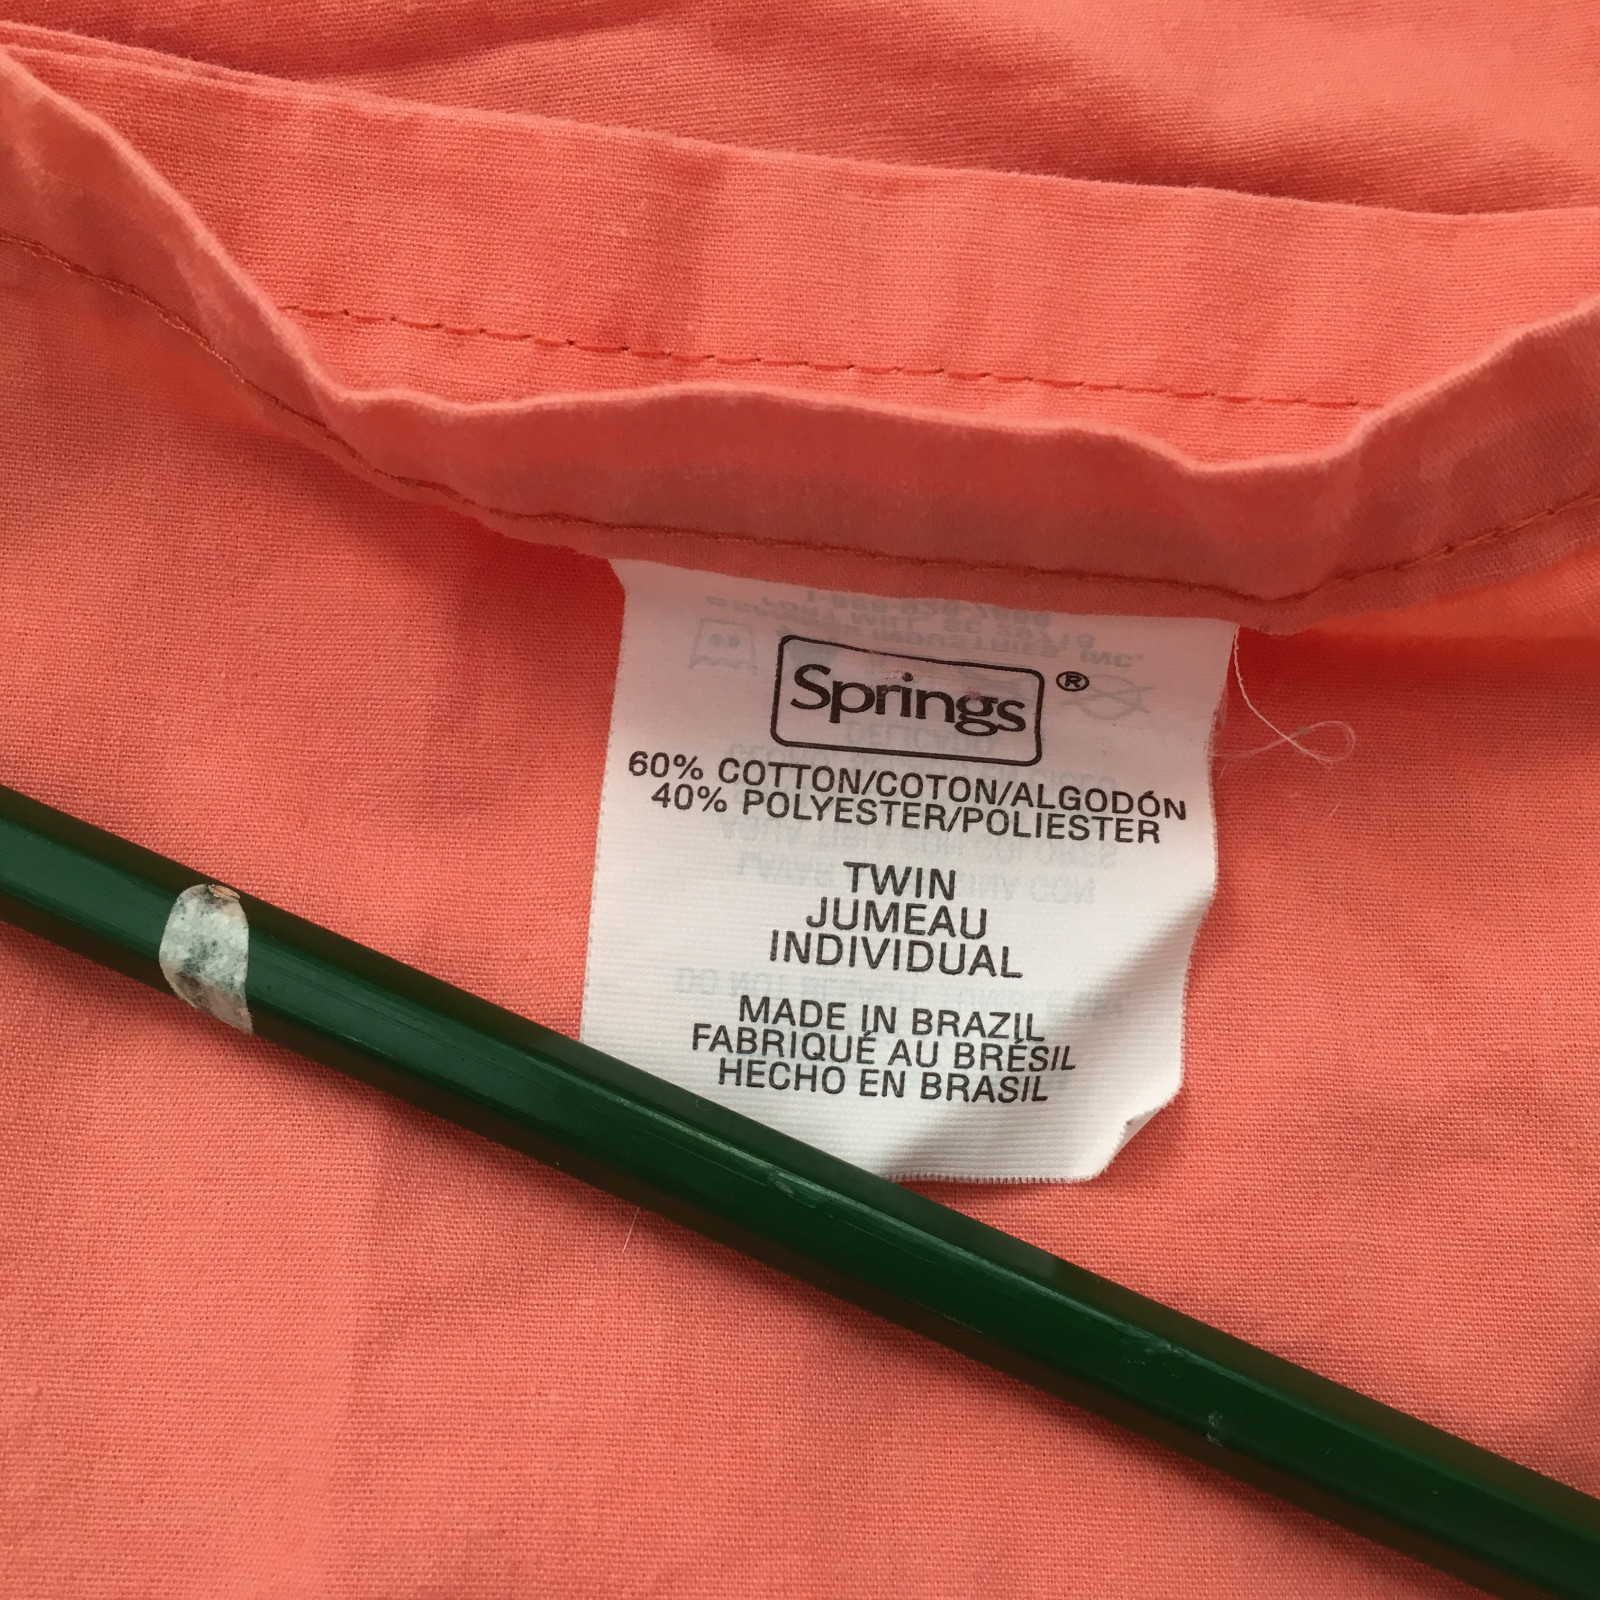 Springs®
60% COTTON/COTON/ALGODÓN
40% POLYESTER/POLIESTER
TWIN
JUMEAU
INDIVIDUAL
MADE IN BRAZIL
FABRIQUÉ AU BRÉSIL
HECHO EN BRASIL